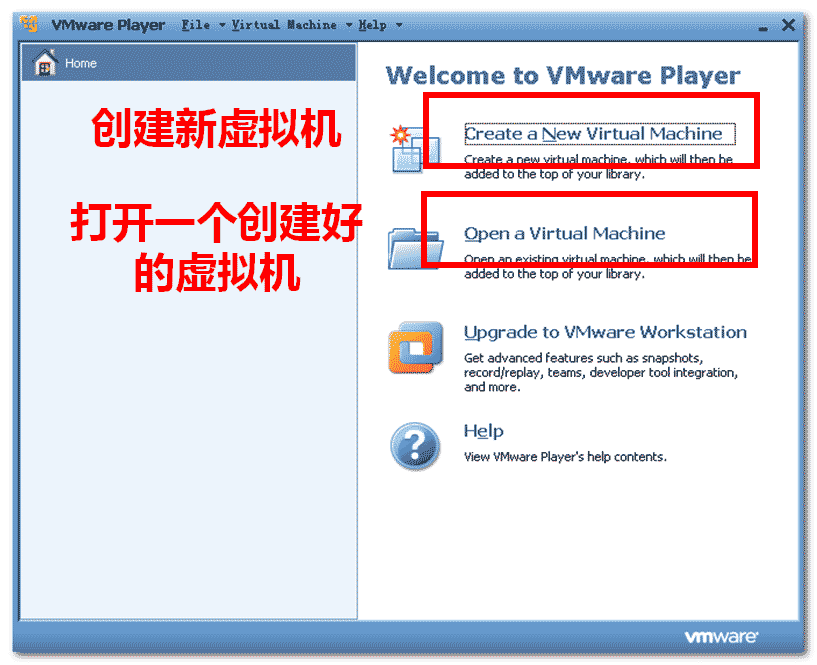 VMware Player File Virtual Machine Help
Home
Welcome to VMware Player
创建新虚拟机
Create a New Virtual Machine
Create a new virtual machine, which will then be
added to the top of your library.
打开一个创建好
的虚拟机
Open a Virtual Machine
Open an existing virtual machine, which will then be
added to the top of your library.
Upgrade to VMware Workstation
Get advanced features such as snapshots,
record/replay, teams, developer tool integration,
and more.
Help
View VMware Player's help contents.
vmware